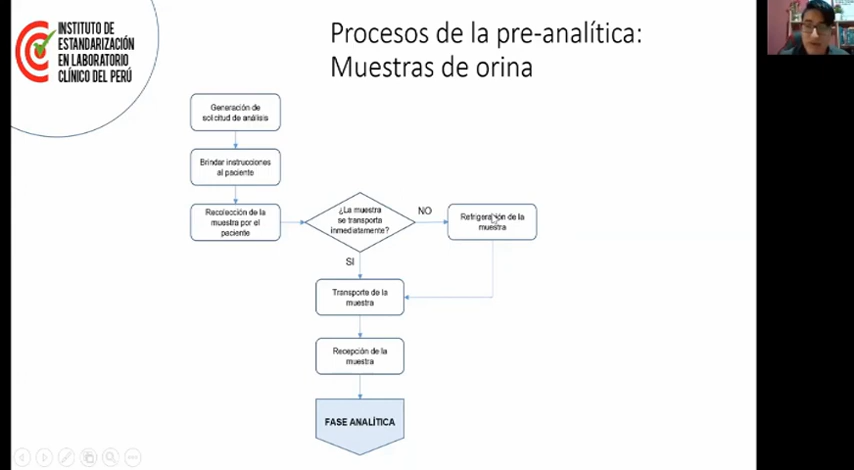 INSTITUTO DE
ESTANDARIZACIÓN
EN LABORATORIO
CLÍNICO DEL PERÚ
Procesos de la pre-analítica:
Muestras de orina
Generación de
solicitud de análisis
Brindar instrucciones
al paciente
Recolección de la
muestra por el
paciente
¿La muestra
se transporta
inmediatamente?
NO
Refrigeración de la
muestra
SI
Transporte de la
muestra
Recepción de la
muestra
FASE ANALÍTICA